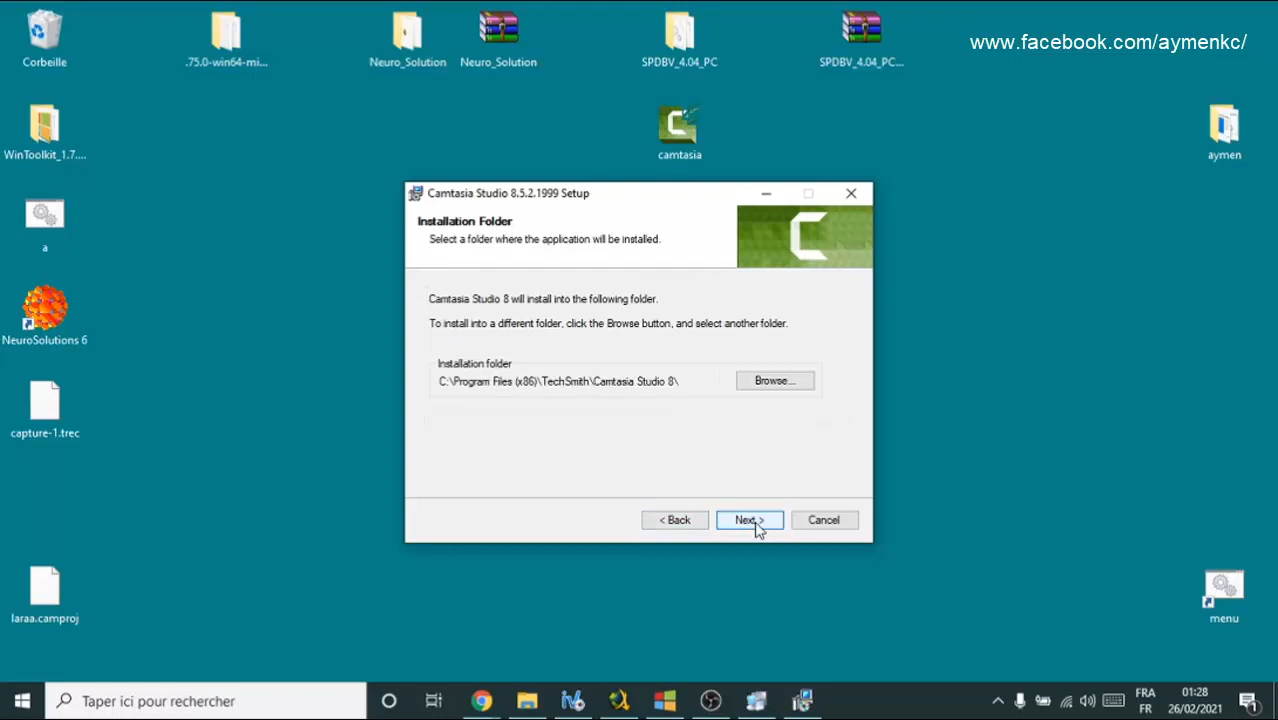 www.facebook.com/aymenkc/
Corbeille
.75.0-win64-mi...
Neuro_Solution
Neuro_Solution
SPDBV_4.04_PC
SPDBV_4.04_PC...
WinToolkit_1.7....
camtasia
aymen
a
NeuroSolutions 6
capture-1.trec
laraa.camproj
menu
Camtasia Studio 8.5.2.1999 Setup
Installation Folder
Select a folder where the application will be installed.
Camtasia Studio 8 will install into the following folder.
To install into a different folder, click the Browse button, and select another folder.
Installation folder
C:\Program Files (x86)\TechSmith\Camtasia Studio 8\
Browse...
< Back
Next >
Cancel
Taper ici pour rechercher
FRA
FR
01:28
26/02/2021
1